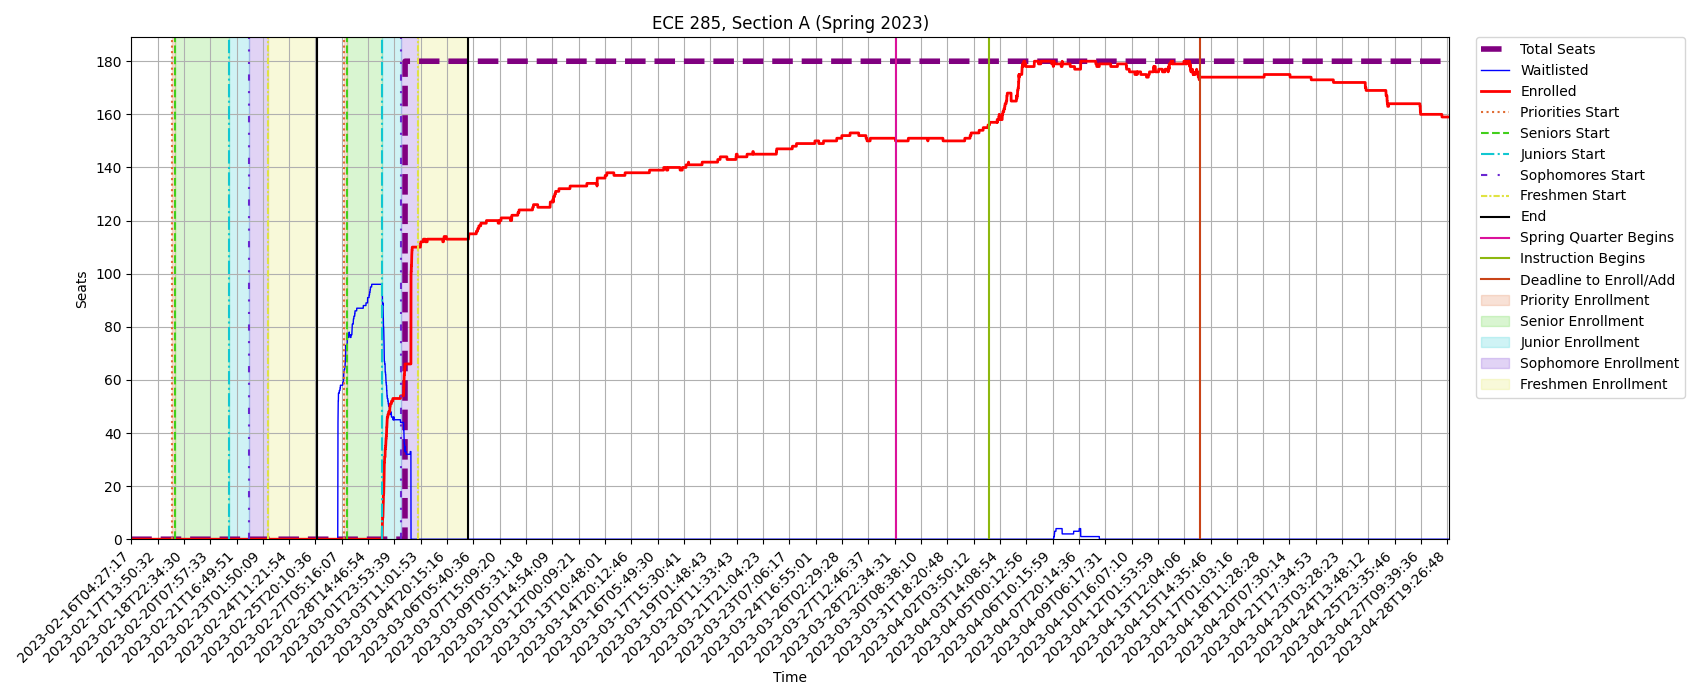 ECE 285, Section A (Spring 2023)
Seats
180
160
140
120
100
80
60
40
20
0
2023-02-16T04:27:17
2023-02-17T13:50:32
2023-02-18T22:34:30
2023-02-20T07:57:33
2023-02-21T16:49:51
2023-02-23T01:50:09
2023-02-24T11:21:54
2023-02-25T20:10:36
2023-02-27T05:16:07
2023-02-28T14:46:54
2023-03-01T23:53:39
2023-03-03T11:01:53
2023-03-04T20:15:16
2023-03-06T05:40:36
2023-03-07T15:09:20
2023-03-09T05:31:18
2023-03-10T14:54:09
2023-03-12T00:09:21
2023-03-13T10:48:01
2023-03-14T20:12:46
2023-03-16T05:49:30
2023-03-17T15:30:41
2023-03-19T01:48:43
2023-03-20T11:33:43
2023-03-21T21:04:23
2023-03-23T07:06:17
2023-03-24T16:55:01
2023-03-26T02:29:28
2023-03-27T12:46:37
2023-03-28T22:34:31
2023-03-30T08:38:10
2023-03-31T18:20:48
2023-04-02T03:50:12
2023-04-03T14:08:54
2023-04-05T00:12:56
2023-04-06T10:15:59
2023-04-07T20:14:36
2023-04-09T06:17:31
2023-04-10T16:07:10
2023-04-12T01:53:59
2023-04-13T12:04:06
2023-04-15T14:35:46
2023-04-17T01:03:16
2023-04-18T11:28:28
2023-04-20T07:30:14
2023-04-21T17:34:53
2023-04-23T03:28:23
2023-04-24T13:48:12
2023-04-25T23:35:46
2023-04-27T09:39:36
2023-04-28T19:26:48
Time
Total Seats
Waitlisted
Enrolled
Priorities Start
Seniors Start
Juniors Start
Sophomores Start
Freshmen Start
End
Spring Quarter Begins
Instruction Begins
Deadline to Enroll/Add
Priority Enrollment
Senior Enrollment
Junior Enrollment
Sophomore Enrollment
Freshmen Enrollment